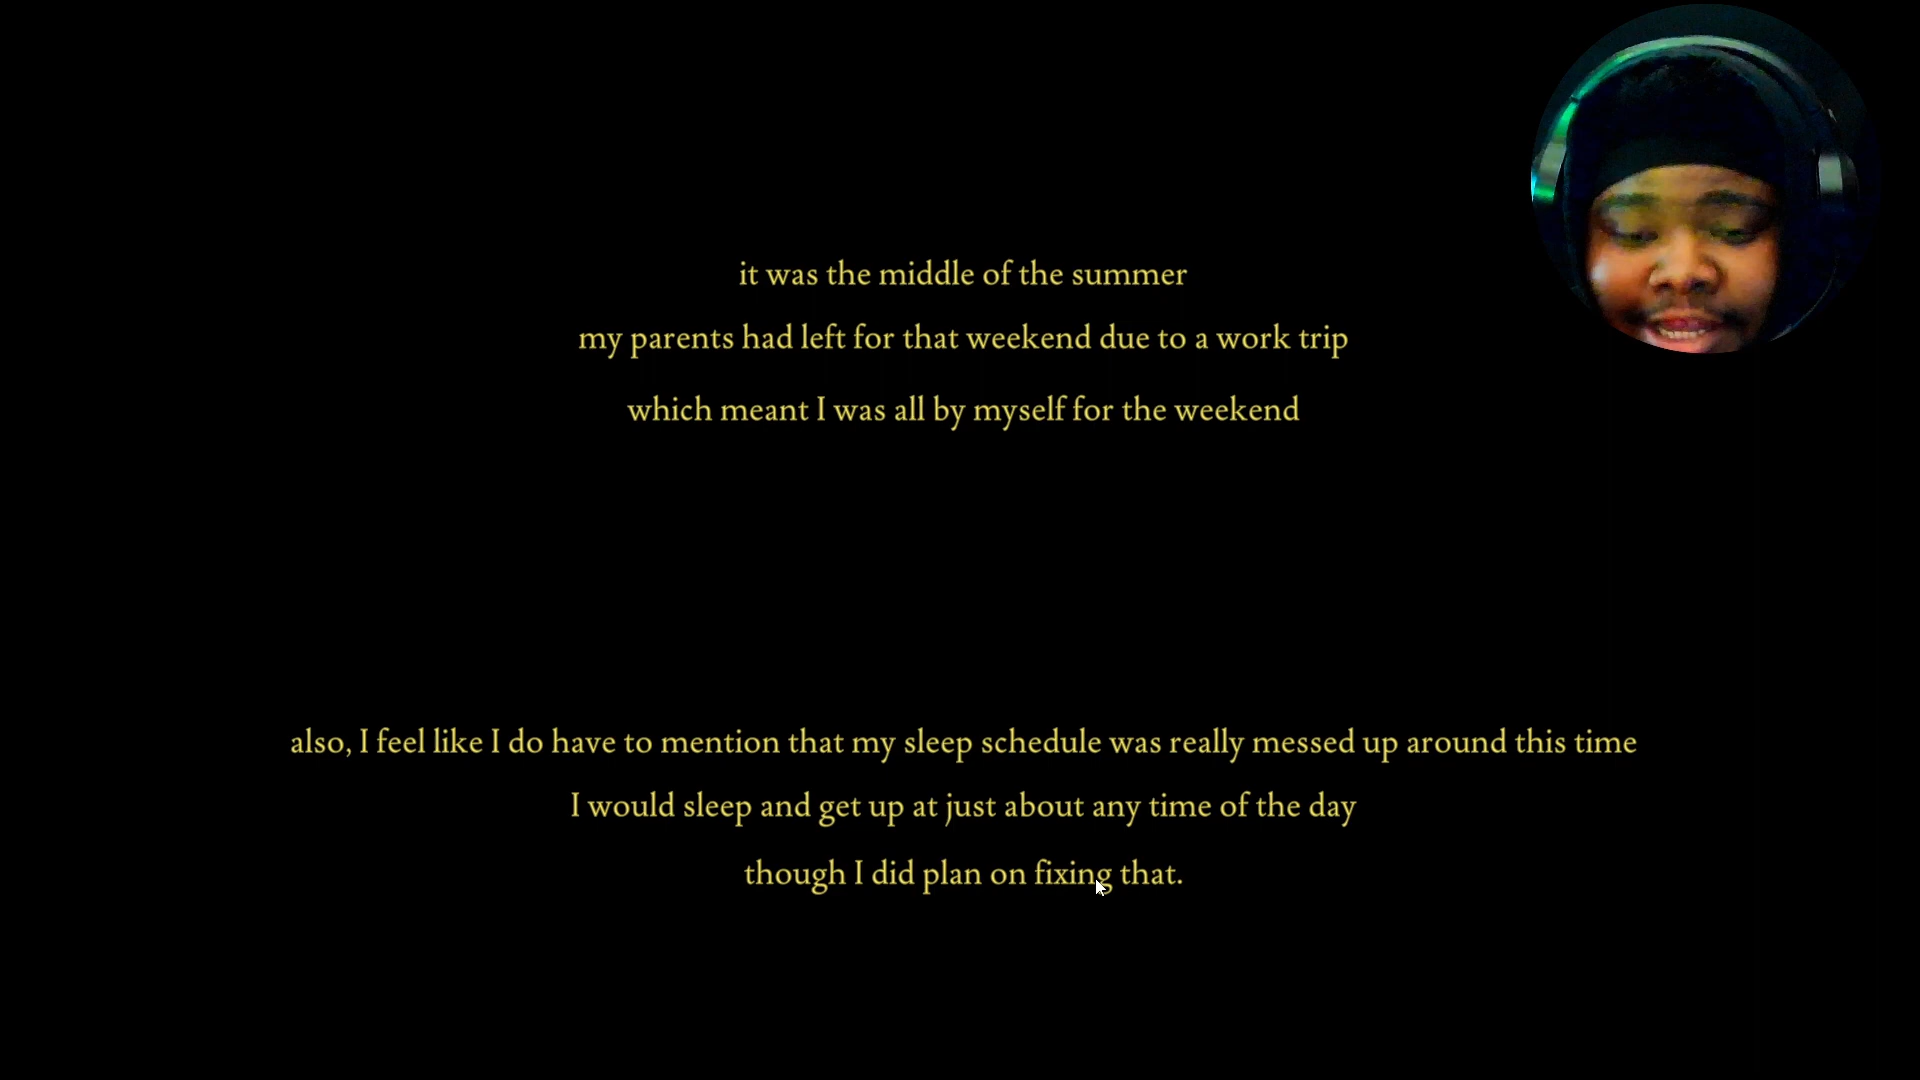 it was the middle of the summer
my parents had left for that weekend due to a work trip
which meant I was all by myself for the weekend
also, I feel like I do have to mention that my sleep schedule was really messed up around this time
I would sleep and get up at just about any time of the day
though I did plan on fixing that.